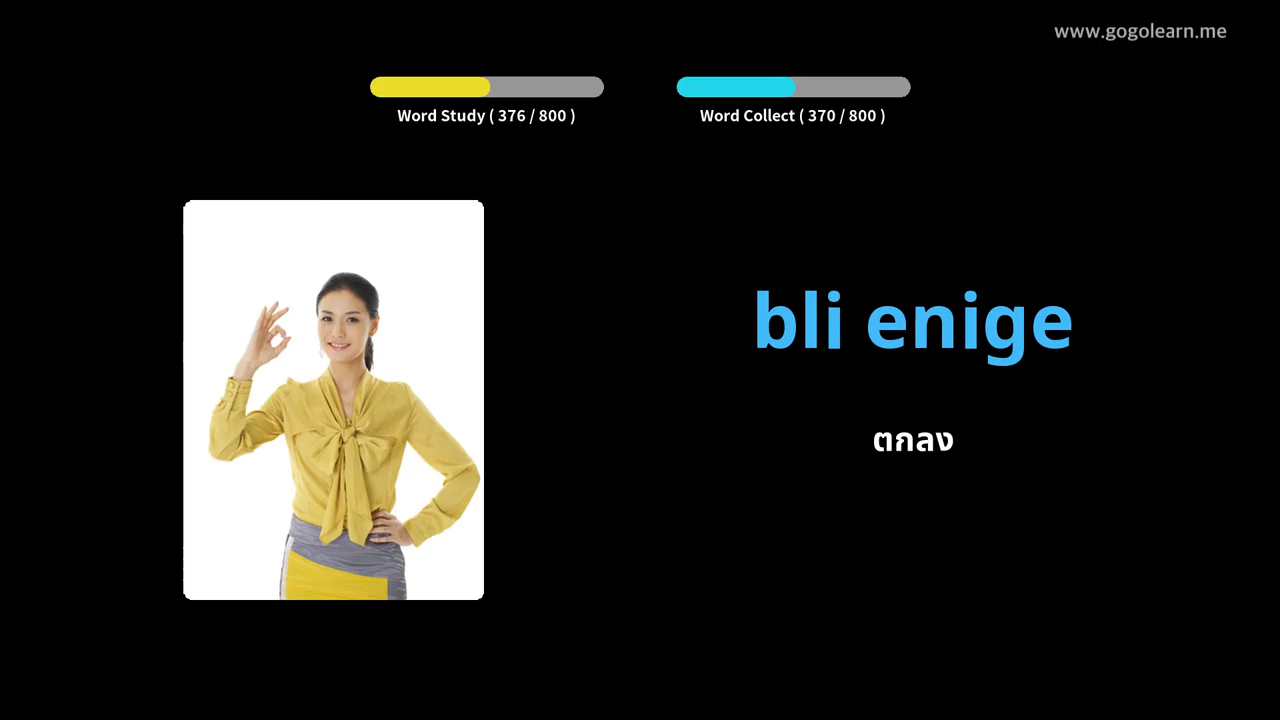 www.gogolearn.me
Word Study ( 376 / 800 )
Word Collect ( 370 / 800 )
bli enige
ตกลง